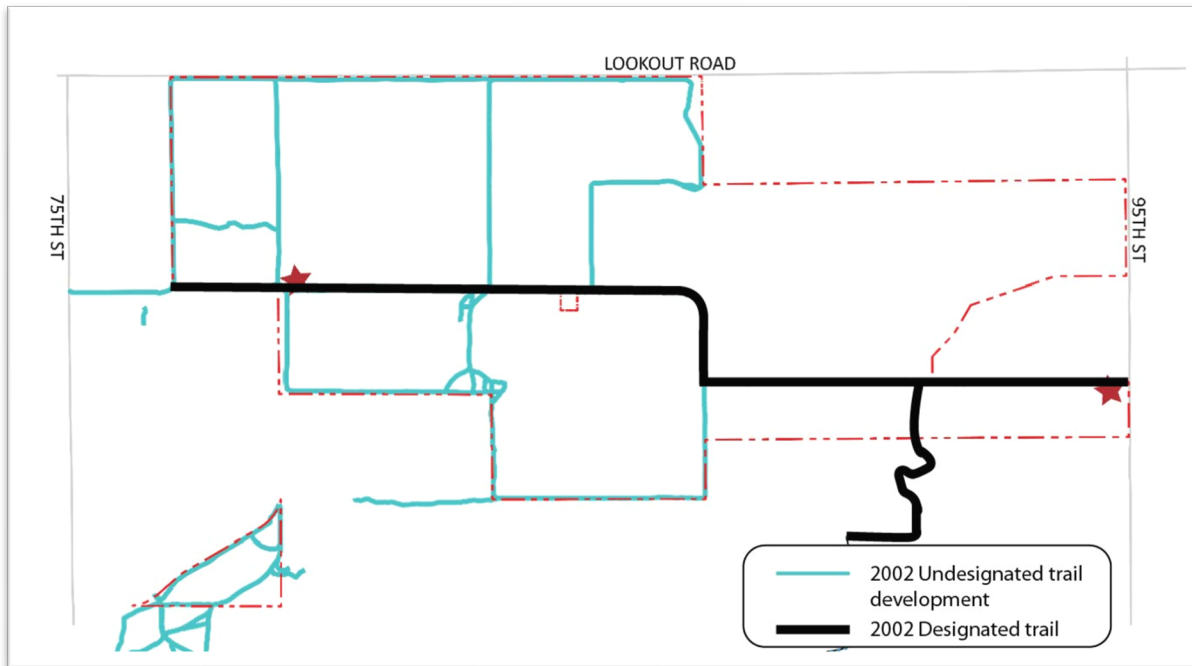 LOOKOUT ROAD
75TH ST
95TH ST
2002 Undesignated trail
development
2002 Designated trail